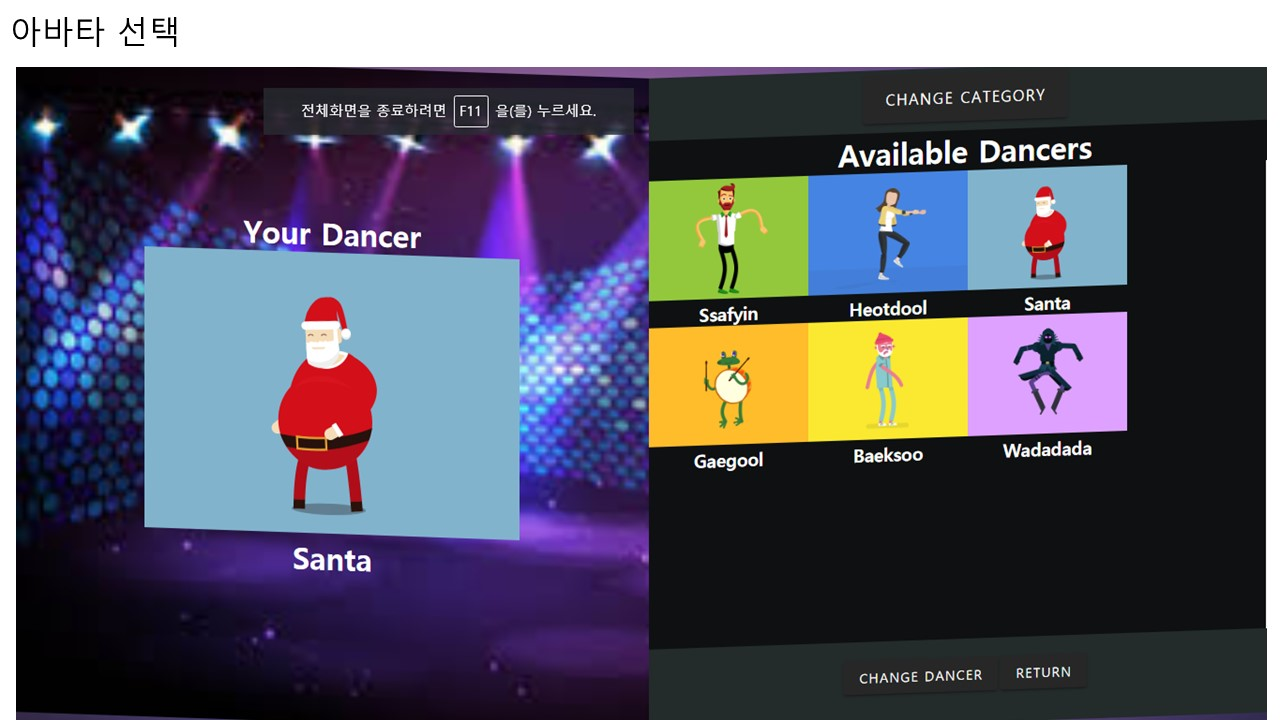 아바타 선택
전체화면을 종료하려면 F11 을(를) 누르세요.
Your Dancer
Santa
CHANGE CATEGORY
Available Dancers
Ssafyin Heotdool Santa
Gaegool Baeksoo Wadadada
CHANGE DANCER RETURN